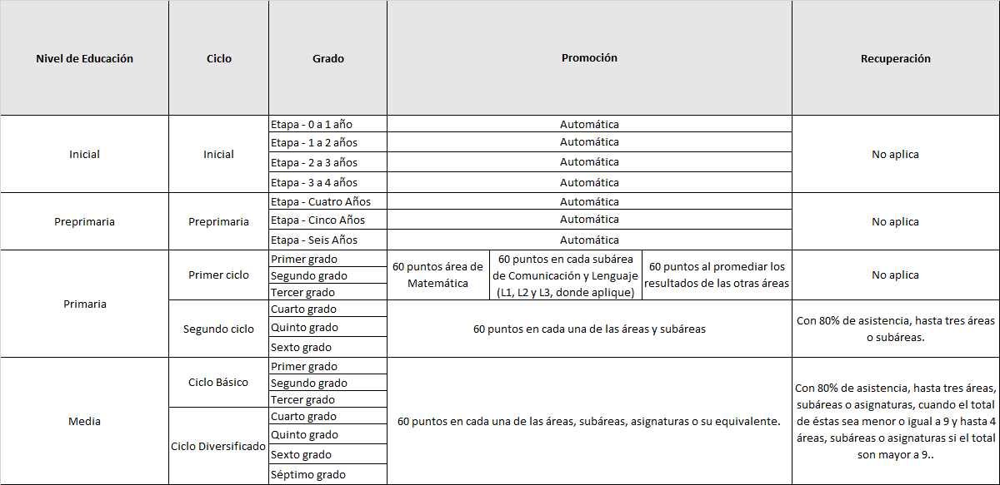 Nivel de Educación
Ciclo
Grado
Promoción
Recuperación
Inicial
Inicial
Etapa - 0 a 1 año
Automática
Etapa - 1 a 2 años
Automática
Etapa - 2 a 3 años
Automática
Etapa - 3 a 4 años
Automática
No aplica
Preprimaria
Preprimaria
Etapa - Cuatro Años
Automática
Etapa - Cinco Años
Automática
Etapa - Seis Años
Automática
No aplica
Primaria
Primer ciclo
Primer grado
Segundo grado
Tercer grado
60 puntos área de
Matemática
60 puntos en cada subárea
de Comunicación y Lenguaje
(L1, L2 y L3, donde aplique)
60 puntos al promediar los
resultados de las otras áreas
No aplica
Segundo ciclo
Cuarto grado
Quinto grado
Sexto grado
60 puntos en cada una de las áreas y subáreas
Con 80% de asistencia, hasta tres áreas
o subáreas.
Media
Ciclo Básico
Primer grado
Segundo grado
Tercer grado
Ciclo Diversificado
Cuarto grado
Quinto grado
Sexto grado
Séptimo grado
60 puntos en cada una de las áreas, subáreas, asignaturas o su equivalente.
Con 80% de asistencia, hasta tres áreas,
subáreas o asignaturas, cuando el total
de éstas sea menor o igual a 9 y hasta 4
áreas, subáreas o asignaturas si el total
son mayor a 9..